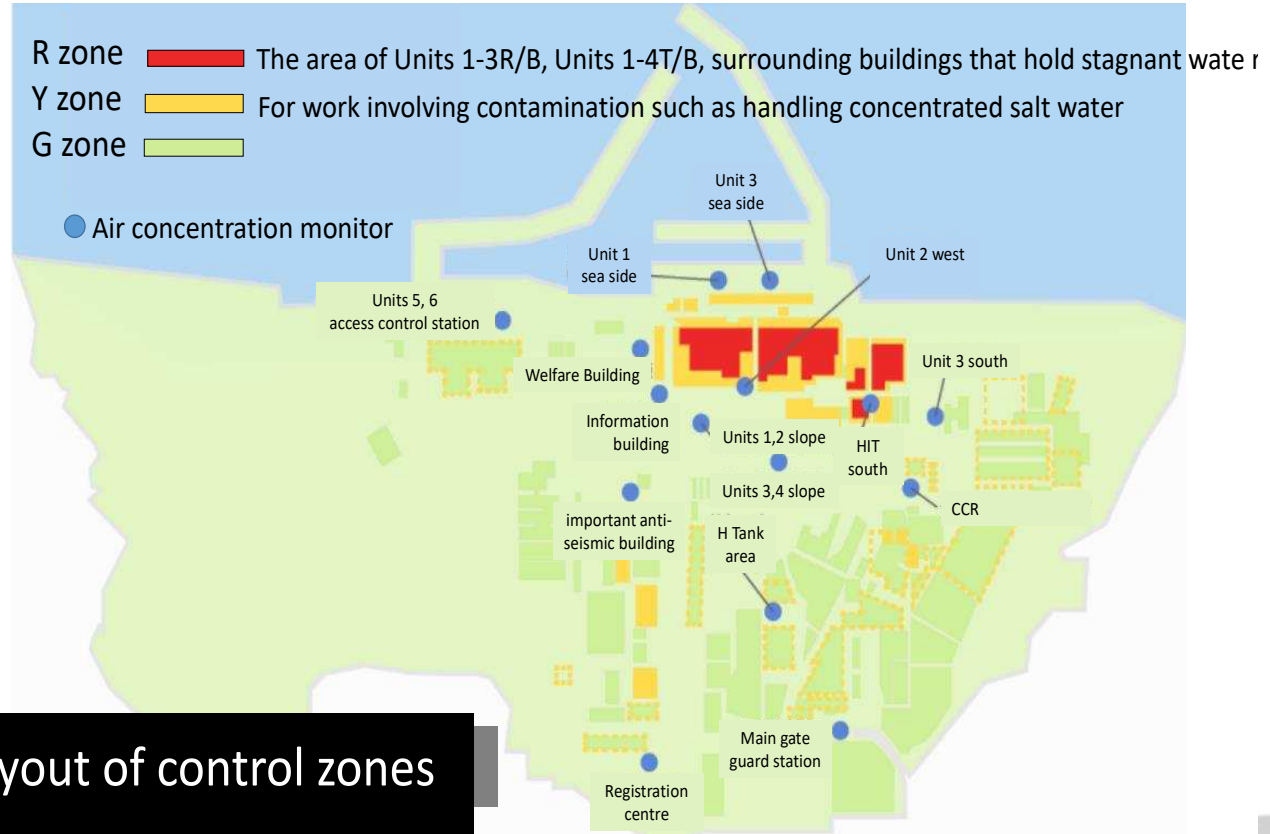 R zone
The area of Units 1-3R/B, Units 1-4T/B, surrounding buildings that hold stagnant wate r
Y zone
For work involving contamination such as handling concentrated salt water
G zone
Air concentration monitor
Unit 3
sea side
Unit 1
sea side
Unit 2 west
Units 5, 6
access control station
Welfare Building
Unit 3 south
Information
building
Units 1,2 slope
HIT
south
Units 3,4 slope
CCR
important anti-
seismic building
H Tank
area
Main gate
guard station
Registration
centre
yout of control zones